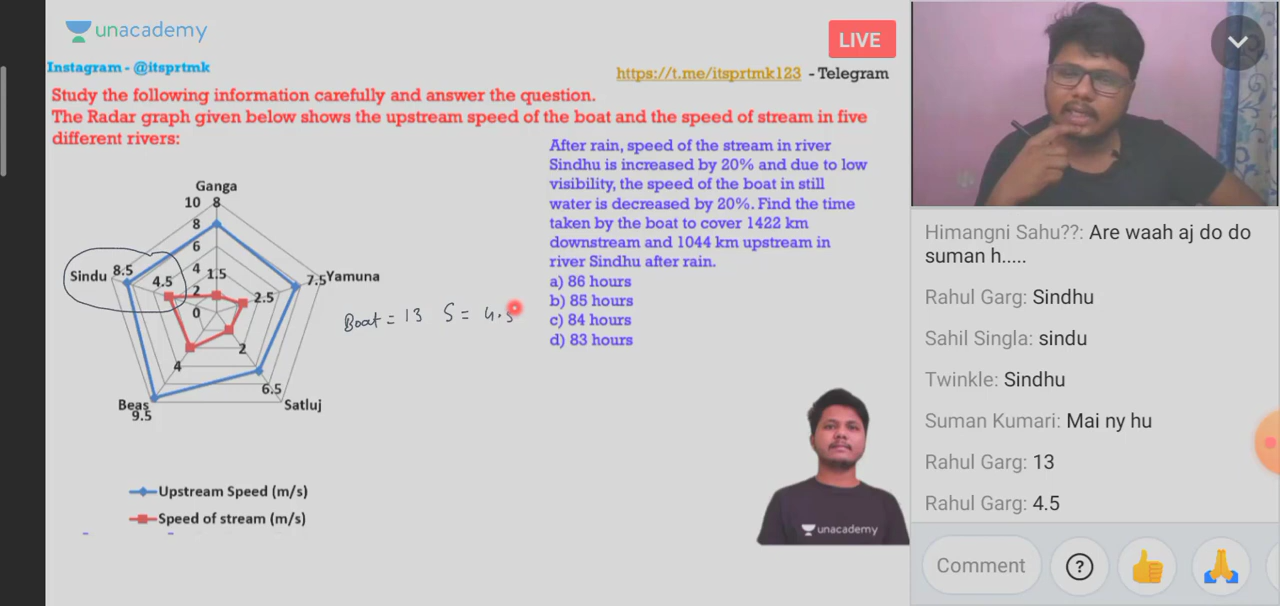 unacademy
LIVE
Instagram - @itsprtmk
https://t.me/itsprtmk123 - Telegram
Study the following information carefully and answer the question.
The Radar graph given below shows the upstream speed of the boat and the speed of stream in five
different rivers:
After rain, speed of the stream in river
Sindhu is increased by 20% and due to low
visibility, the speed of the boat in still
water is decreased by 20%. Find the time
taken by the boat to cover 1422 km
downstream and 1044 km upstream in
river Sindhu after rain.
a) 86 hours
b) 85 hours
c) 84 hours
d) 83 hours
Ganga
10 8
8
6
4 1.5
2
0
Sindu 8.5
4.5
7.5 Yamuna
2.5
2
4
6.5
Satluj
Beas
9.5
Boat = 13 S = 4.5
Upstream Speed (m/s)
Speed of stream (m/s)
unacademy
Himangni Sahu??: Are waah aj do do
suman h.....
Rahul Garg: Sindhu
Sahil Singla: sindu
Twinkle: Sindhu
Suman Kumari: Mai ny hu
Rahul Garg: 13
Rahul Garg: 4.5
Comment
?